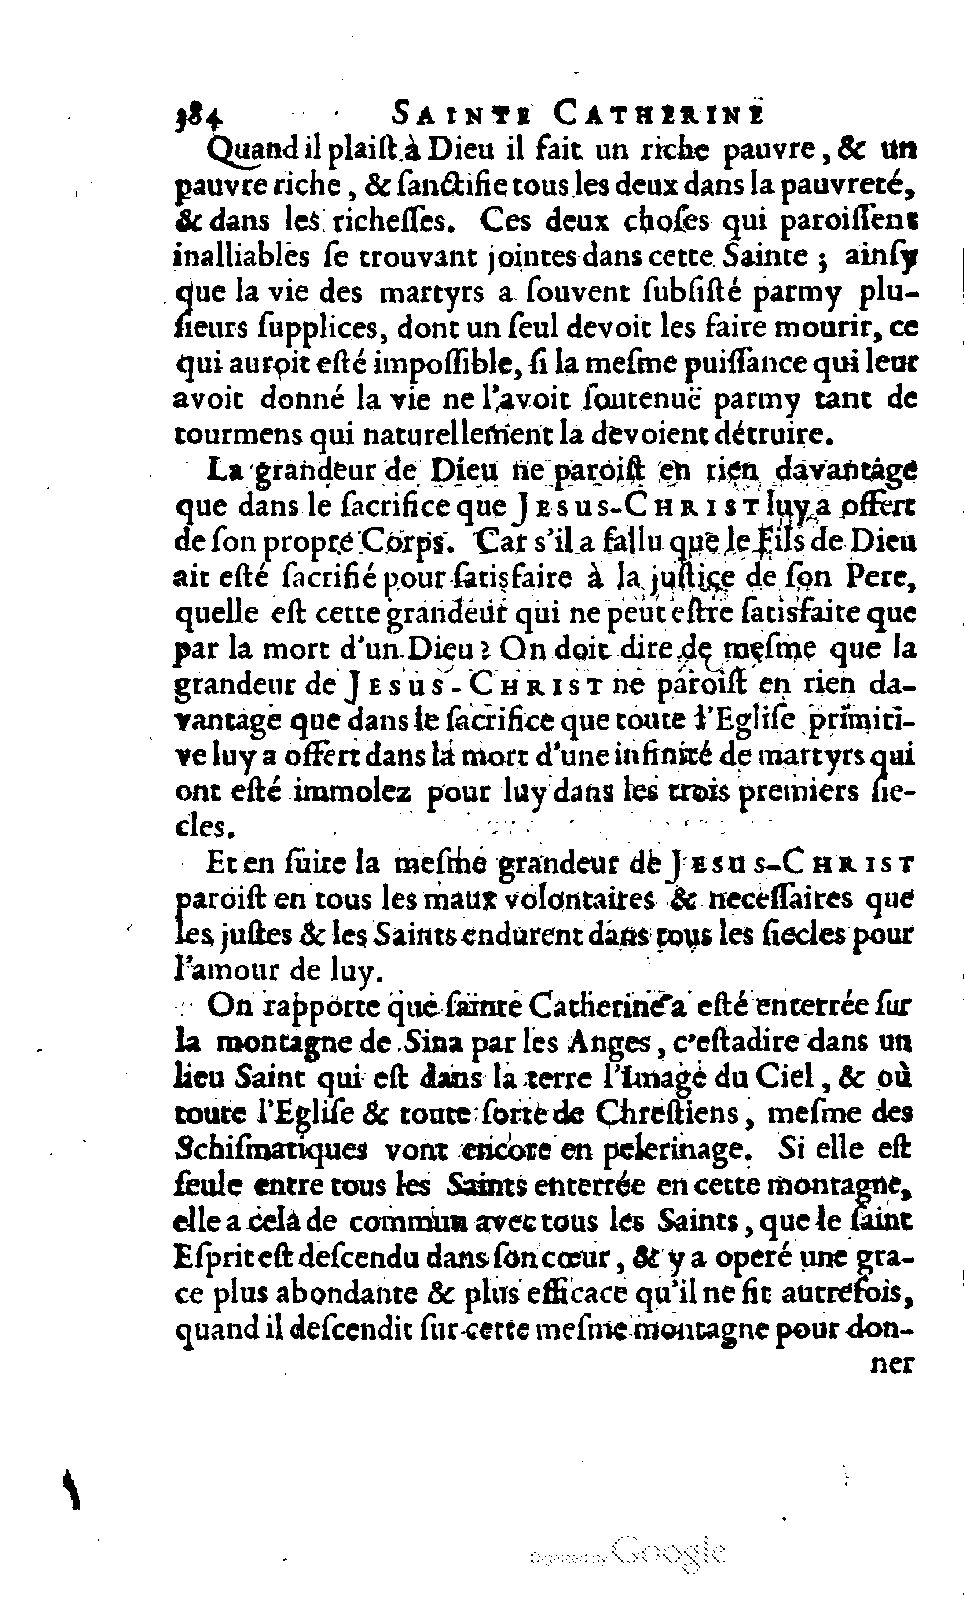 384 SAINTE CATHERINE
Quand il plaiſt à Dieu il fait un riche pauvre, & un
pauvre riche, & ſanctifie tous les deux dans la pauvreté,
& dans les richeſſes. Ces deux choſes qui paroiſſent
inalliables ſe trouvant jointes dans cette Sainte ; ainſy
que la vie des martyrs a ſouvent ſubſiſté parmy plu-
ſieurs ſupplices, dont un ſeul devoit les faire mourir, ce
qui auroit eſté impoſſible, ſi la meſme puiſſance qui leur
avoit donné la vie ne l'avoit ſoutenuë parmy tant de
tourmens qui naturellement la devoient détruire.
La grandeur de Dieu ne paroiſt en rien davantage
que dans le ſacrifice que JESUS-CHRIST luy a offert
de ſon propre Corps. Car s'il a fallu que le Fils de Dieu
ait eſté ſacrifié pour ſatisfaire à la juſtice de ſon Pere,
quelle eſt cette grandeur qui ne peut eſtre ſatisfaite que
par la mort d'un Dieu ? On doit dire de meſme que la
grandeur de JESUS-CHRIST ne paroiſt en rien da-
vantage que dans le ſacrifice que toute l'Egliſe primiti-
ve luy a offert dans la mort d'une infinité de martyrs qui
ont eſté immolez pour luy dans les trois premiers ſie-
cles.
Et en ſuite la meſme grandeur de JESUS-CHRIST
paroiſt en tous les maux volontaires & neceſſaires que
les juſtes & les Saints endurent dans tous les ſiecles pour
l'amour de luy.
On rapporte que ſainte Catherine a eſté enterrée ſur
la montagne de Sina par les Anges, c'eſtadire dans un
lieu Saint qui eſt dans la terre l'Image du Ciel, & où
toute l'Egliſe & toute ſorte de Chreſtiens, meſme des
Schiſmatiques vont encore en pelerinage. Si elle eſt
ſeule entre tous les Saints enterrée en cette montagne,
elle a cela de commun avec tous les Saints, que le ſaint
Eſprit eſt deſcendu dans ſon cœur, & y a operé une gra-
ce plus abondante & plus efficace qu'il ne fit autrefois,
quand il deſcendit ſur cette meſme montagne pour don-
ner
Digitized by Google